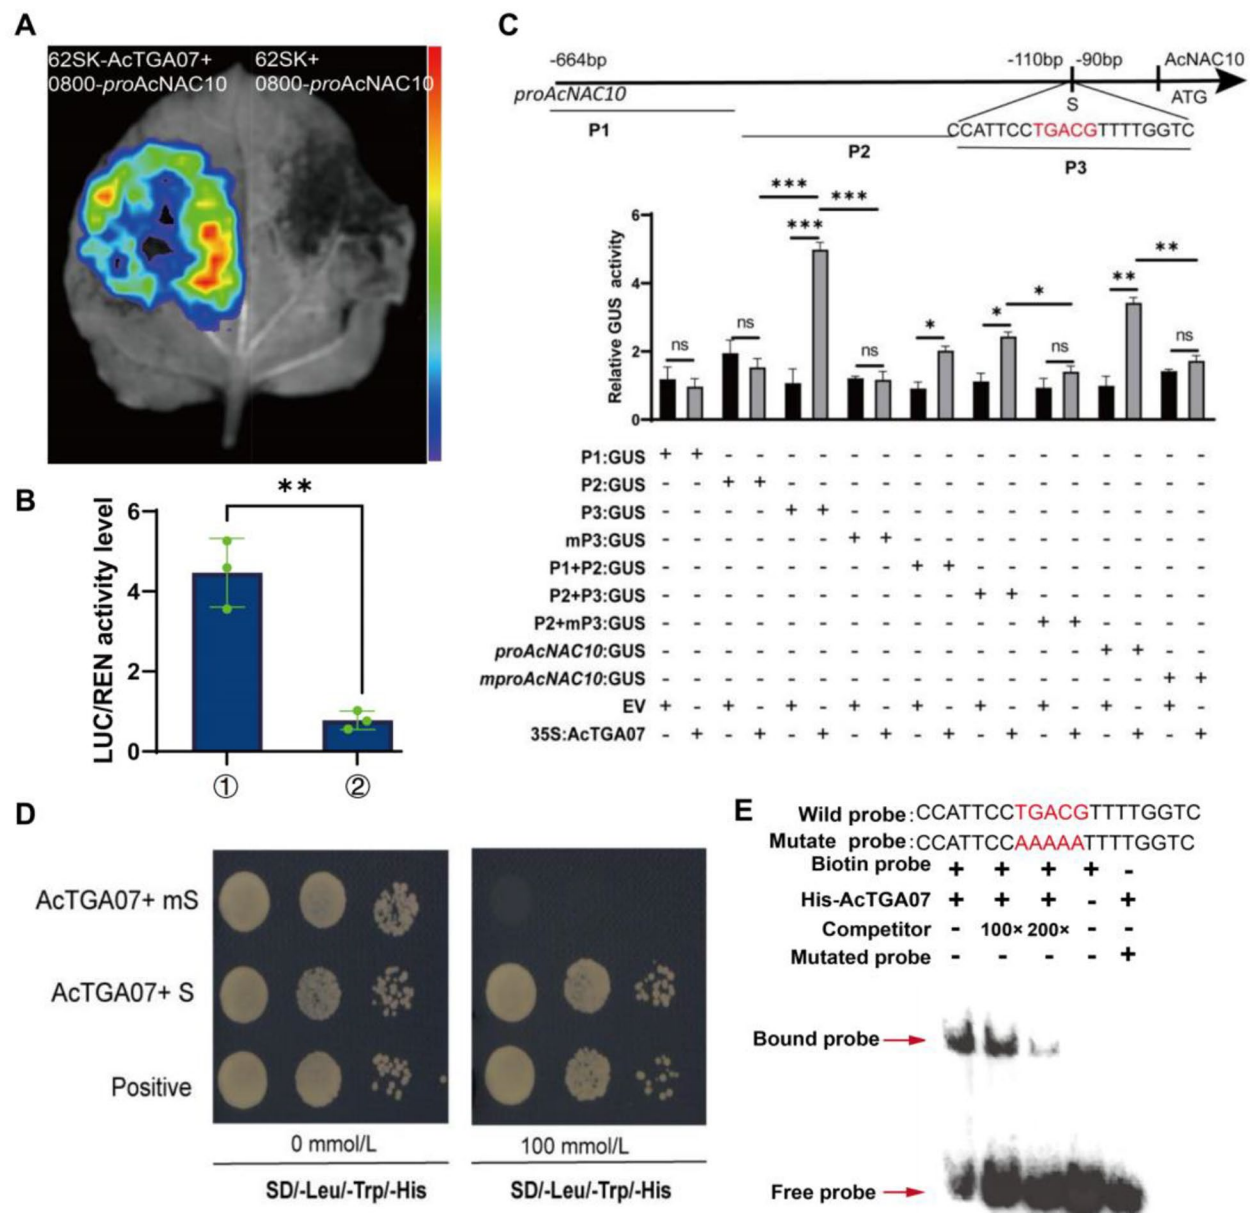 A
62SK-AcTGA07+
0800-proAcNAC10
62SK+
0800-proAcNAC10
B
LUC/REN activity level
6
4
2
0
**
①
②
C
-664bp
-110bp
-90bp
AcNAC10
proAcNAC10
S
ATG
P1
CCATTCCTGACGTTTTGGTC
P2
P3
Relative GUS activity
6
4
2
0
ns
ns
***
***
***
ns
*
*
*
ns
**
**
ns
P1:GUS + + - - - - - - - - - - - - - - - -
P2:GUS - - + + - - - - - - - - - - - - - -
P3:GUS - - - - + + - - - - - - - - - - - -
mP3:GUS - - - - - - + + - - - - - - - - - -
P1+P2:GUS - - - - - - - - + + - - - - - - - -
P2+P3:GUS - - - - - - - - - - + + - - - - - -
P2+mP3:GUS - - - - - - - - - - - - + + - - - -
proAcNAC10:GUS - - - - - - - - - - - - - - + + - -
mproAcNAC10:GUS - - - - - - - - - - - - - - - - + +
EV + - + - + - + - + - + - + - + - + -
35S:AcTGA07 - + - + - + - + - + - + - + - + - +
D
AcTGA07+ mS
AcTGA07+ S
Positive
0 mmol/L
100 mmol/L
SD/-Leu/-Trp/-His
SD/-Leu/-Trp/-His
E
Wild probe:CCATTCCTGACGTTTTGGTC
Mutate probe:CCATTCCAAAAATTTTGGTC
Biotin probe + + + + -
His-AcTGA07 + + + - +
Competitor - 100× 200× - -
Mutated probe - - - - +
Bound probe
Free probe